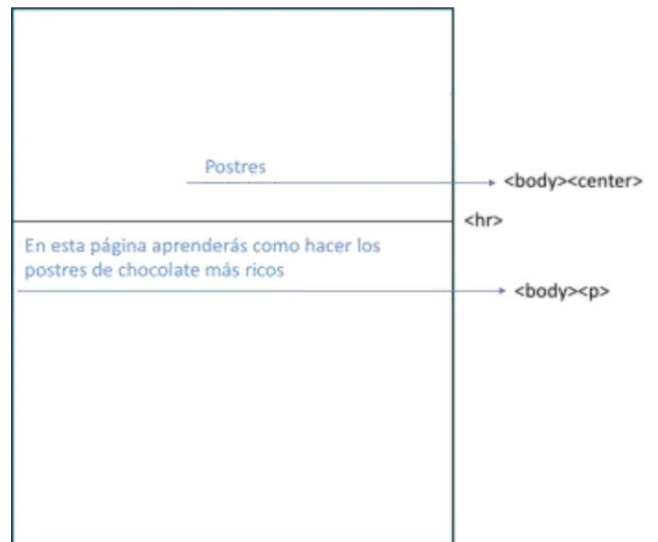 Postres
<body><center>
<hr>
En esta página aprenderás como hacer los
postres de chocolate más ricos
<body><p>